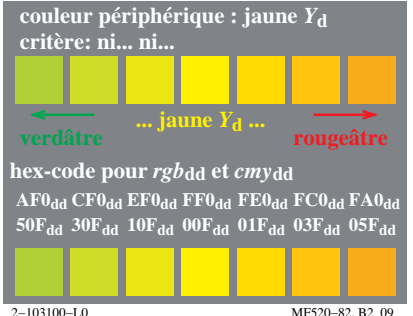 couleur périphérique : jaune Yd
critère: ni... ni...
... jaune Yd ...
verdâtre rougeâtre
hex-code pour rgbdd et cmydd
AF0dd CF0dd EF0dd FF0dd FE0dd FC0dd FA0dd
50Fdd 30Fdd 10Fdd 00Fdd 01Fdd 03Fdd 05Fdd
2−103100−L0 MF520−82, B2_09